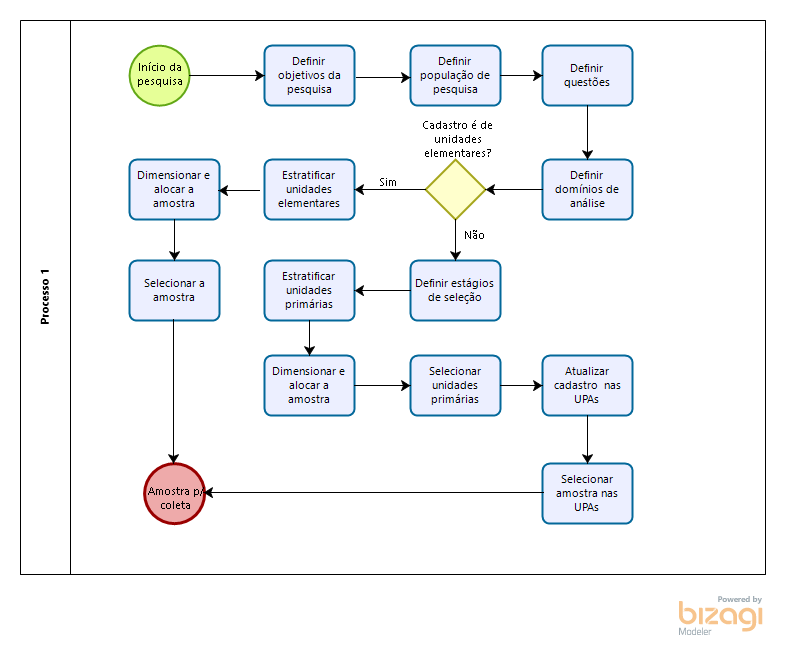 Processo 1
Início da
pesquisa
Definir
objetivos da
pesquisa
Definir
população de
pesquisa
Definir
questões
Cadastro é de
unidades
elementares?
Definir
domínios de
análise
Sim
Estratificar
unidades
elementares
Dimensionar e
alocar a
amostra
Não
Selecionar a
amostra
Estratificar
unidades
primárias
Definir estágios
de seleção
Dimensionar e
alocar a
amostra
Selecionar
unidades
primárias
Atualizar
cadastro nas
UPAs
Amostra p/
coleta
Selecionar
amostra nas
UPAs
Powered by
bizagi
Modeler